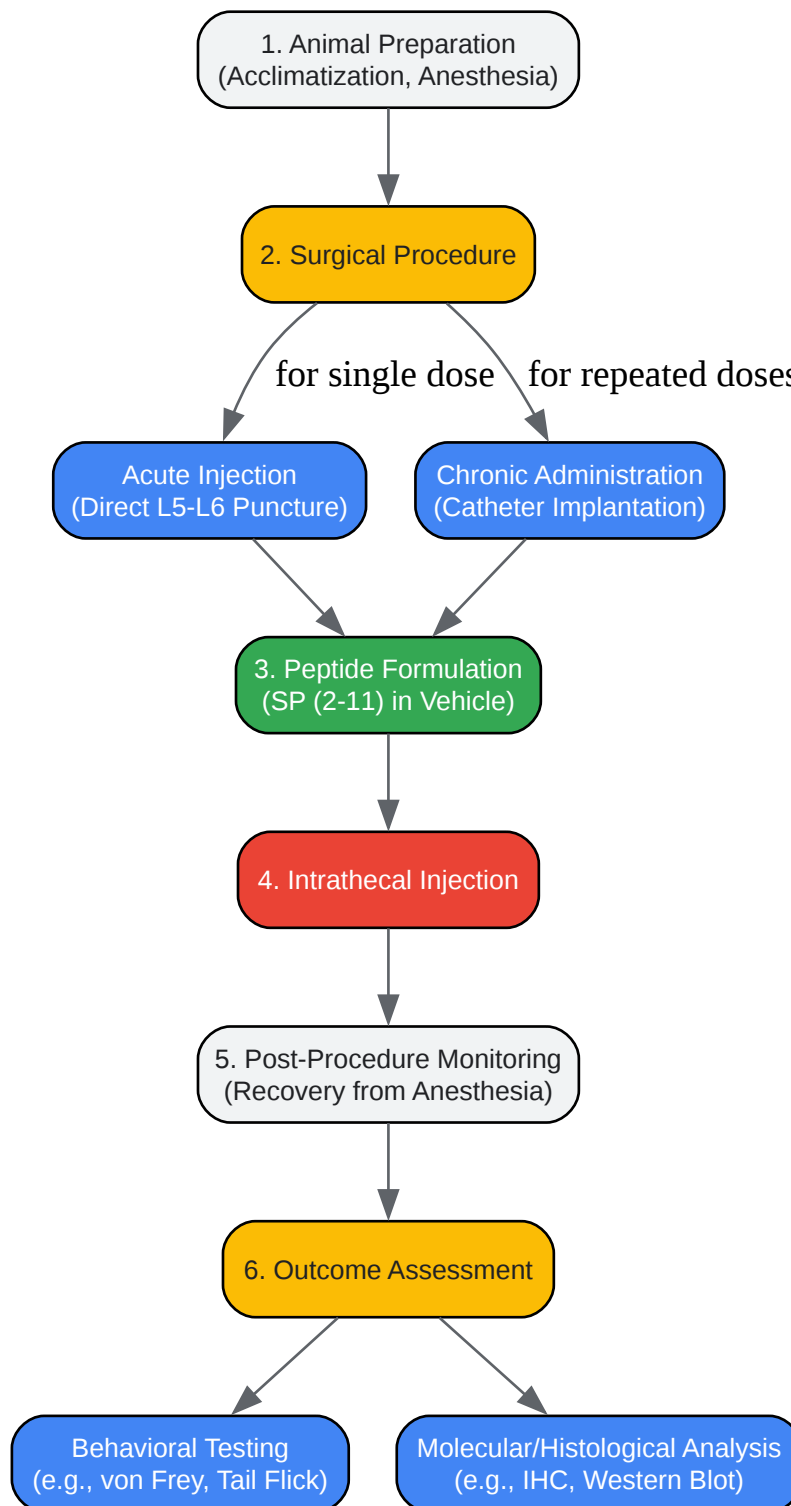 1. Animal Preparation
(Acclimatization, Anesthesia)
2. Surgical Procedure
for single dose
for repeated doses
Acute Injection
(Direct L5-L6 Puncture)
Chronic Administration
(Catheter Implantation)
3. Peptide Formulation
(SP (2-11) in Vehicle)
4. Intrathecal Injection
5. Post-Procedure Monitoring
(Recovery from Anesthesia)
6. Outcome Assessment
Behavioral Testing
(e.g., von Frey, Tail Flick)
Molecular/Histological Analysis
(e.g., IHC, Western Blot)